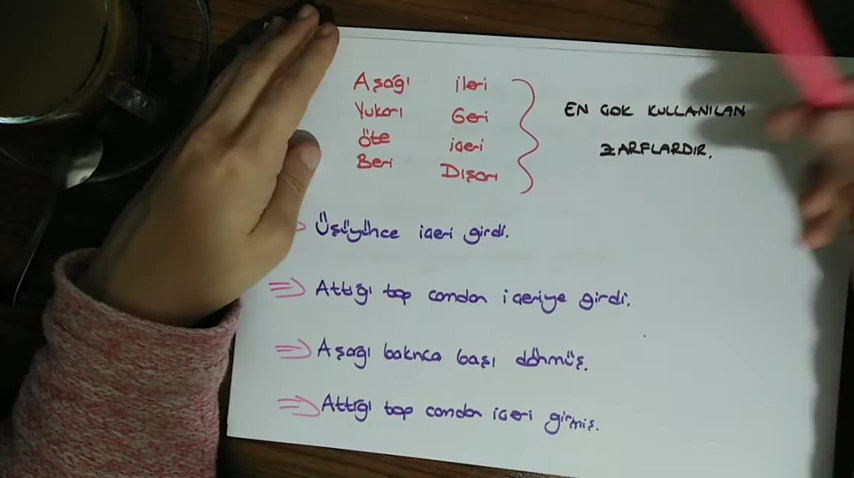 Aşağı ileri
Yukarı Geri
öte içeri
Beri Dışarı
EN ÇOK KULLANILAN
ZARFLARDIR.
Üşüyünce içeri girdi.
Attığı top camdan içeriye girdi.
Aşağı bakınca başı dönmüş.
Attığı top camdan içeri girmiş.